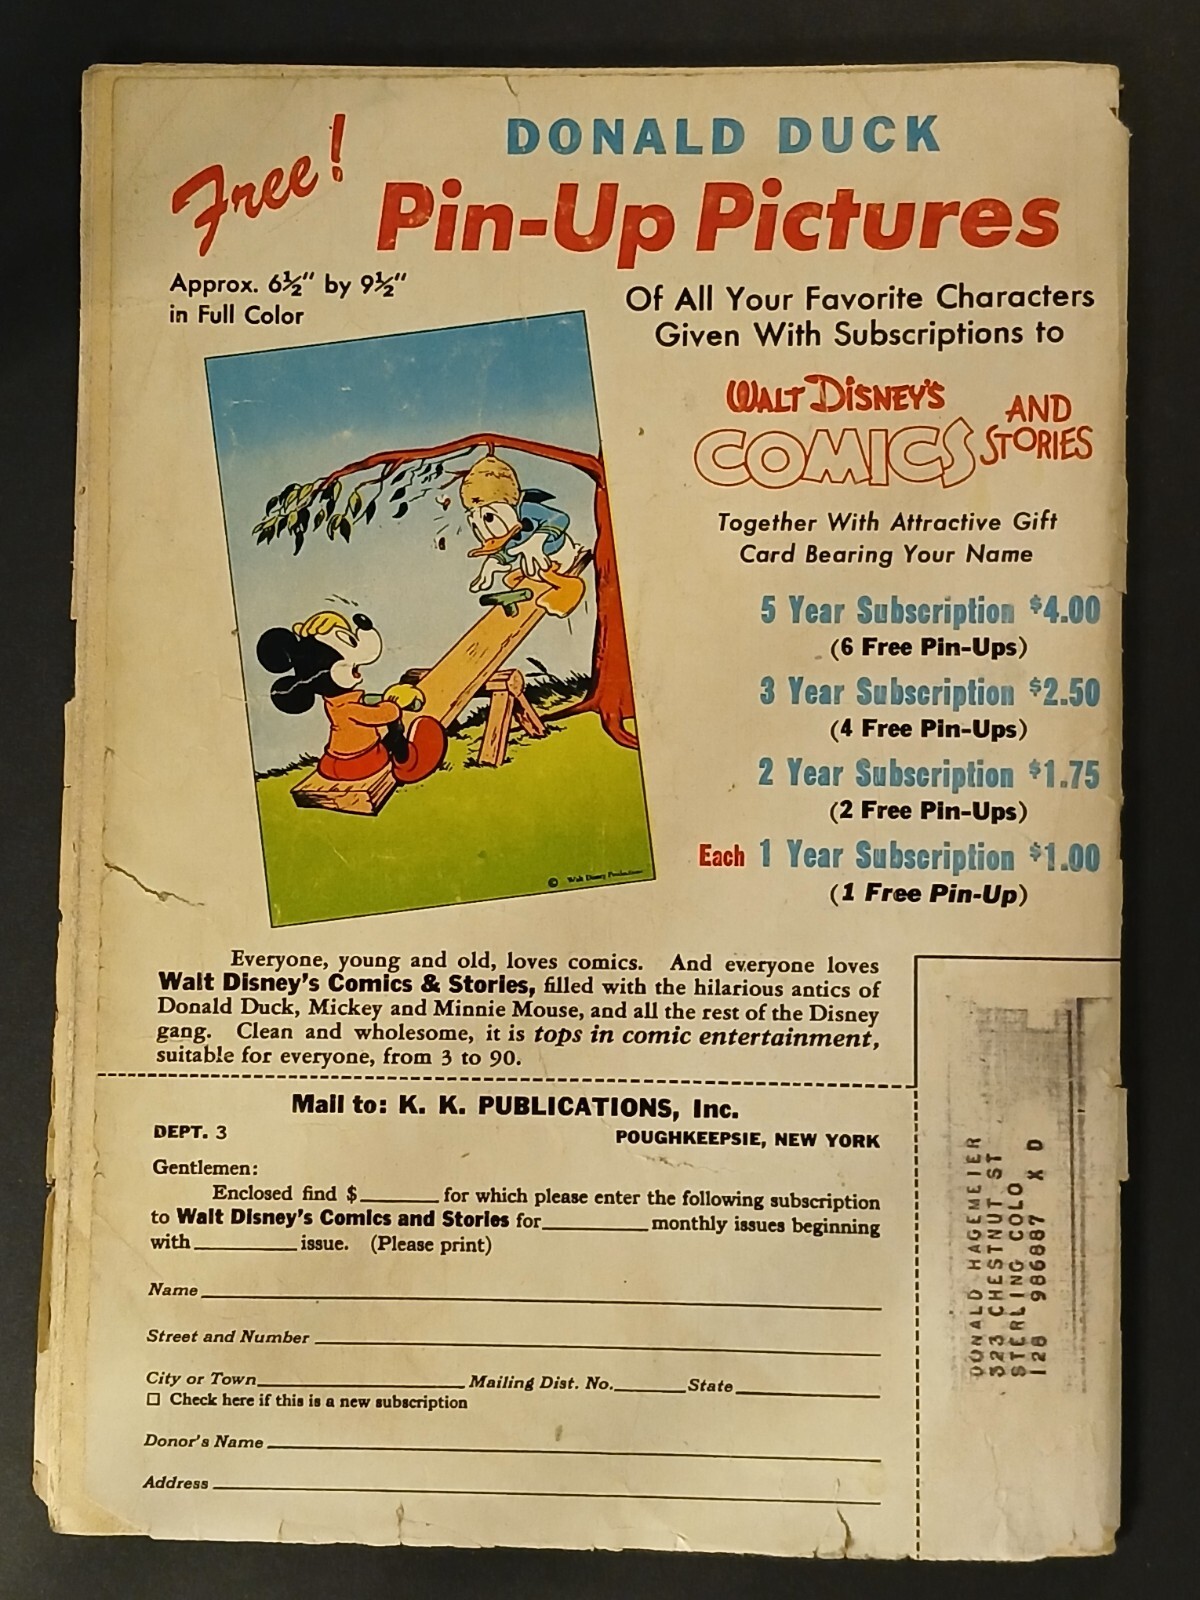 Free!
DONALD DUCK
Pin-Up Pictures
Approx. 6½" by 9½"
in Full Color
Of All Your Favorite Characters
Given With Subscriptions to
WALT DISNEY'S
COMICS AND STORIES
Together With Attractive Gift
Card Bearing Your Name
5 Year Subscription $4.00
(6 Free Pin-Ups)
3 Year Subscription $2.50
(4 Free Pin-Ups)
2 Year Subscription $1.75
(2 Free Pin-Ups)
Each 1 Year Subscription $1.00
(1 Free Pin-Up)
© Walt Disney Productions
Everyone, young and old, loves comics. And everyone loves
Walt Disney's Comics & Stories, filled with the hilarious antics of
Donald Duck, Mickey and Minnie Mouse, and all the rest of the Disney
gang. Clean and wholesome, it is tops in comic entertainment,
suitable for everyone, from 3 to 90.
Mail to: K. K. PUBLICATIONS, Inc.
DEPT. 3
POUGHKEEPSIE, NEW YORK
Gentlemen:
Enclosed find $________ for which please enter the following subscription
to Walt Disney's Comics and Stories for__________ monthly issues beginning
with__________ issue. (Please print)
Name
Street and Number
City or Town____________________ Mailing Dist. No.______ State____________
☐ Check here if this is a new subscription
Donor's Name
Address
DONALD HAGEMEIER
323 CHESTNUT ST
STERLING COLO
128 986887 X D